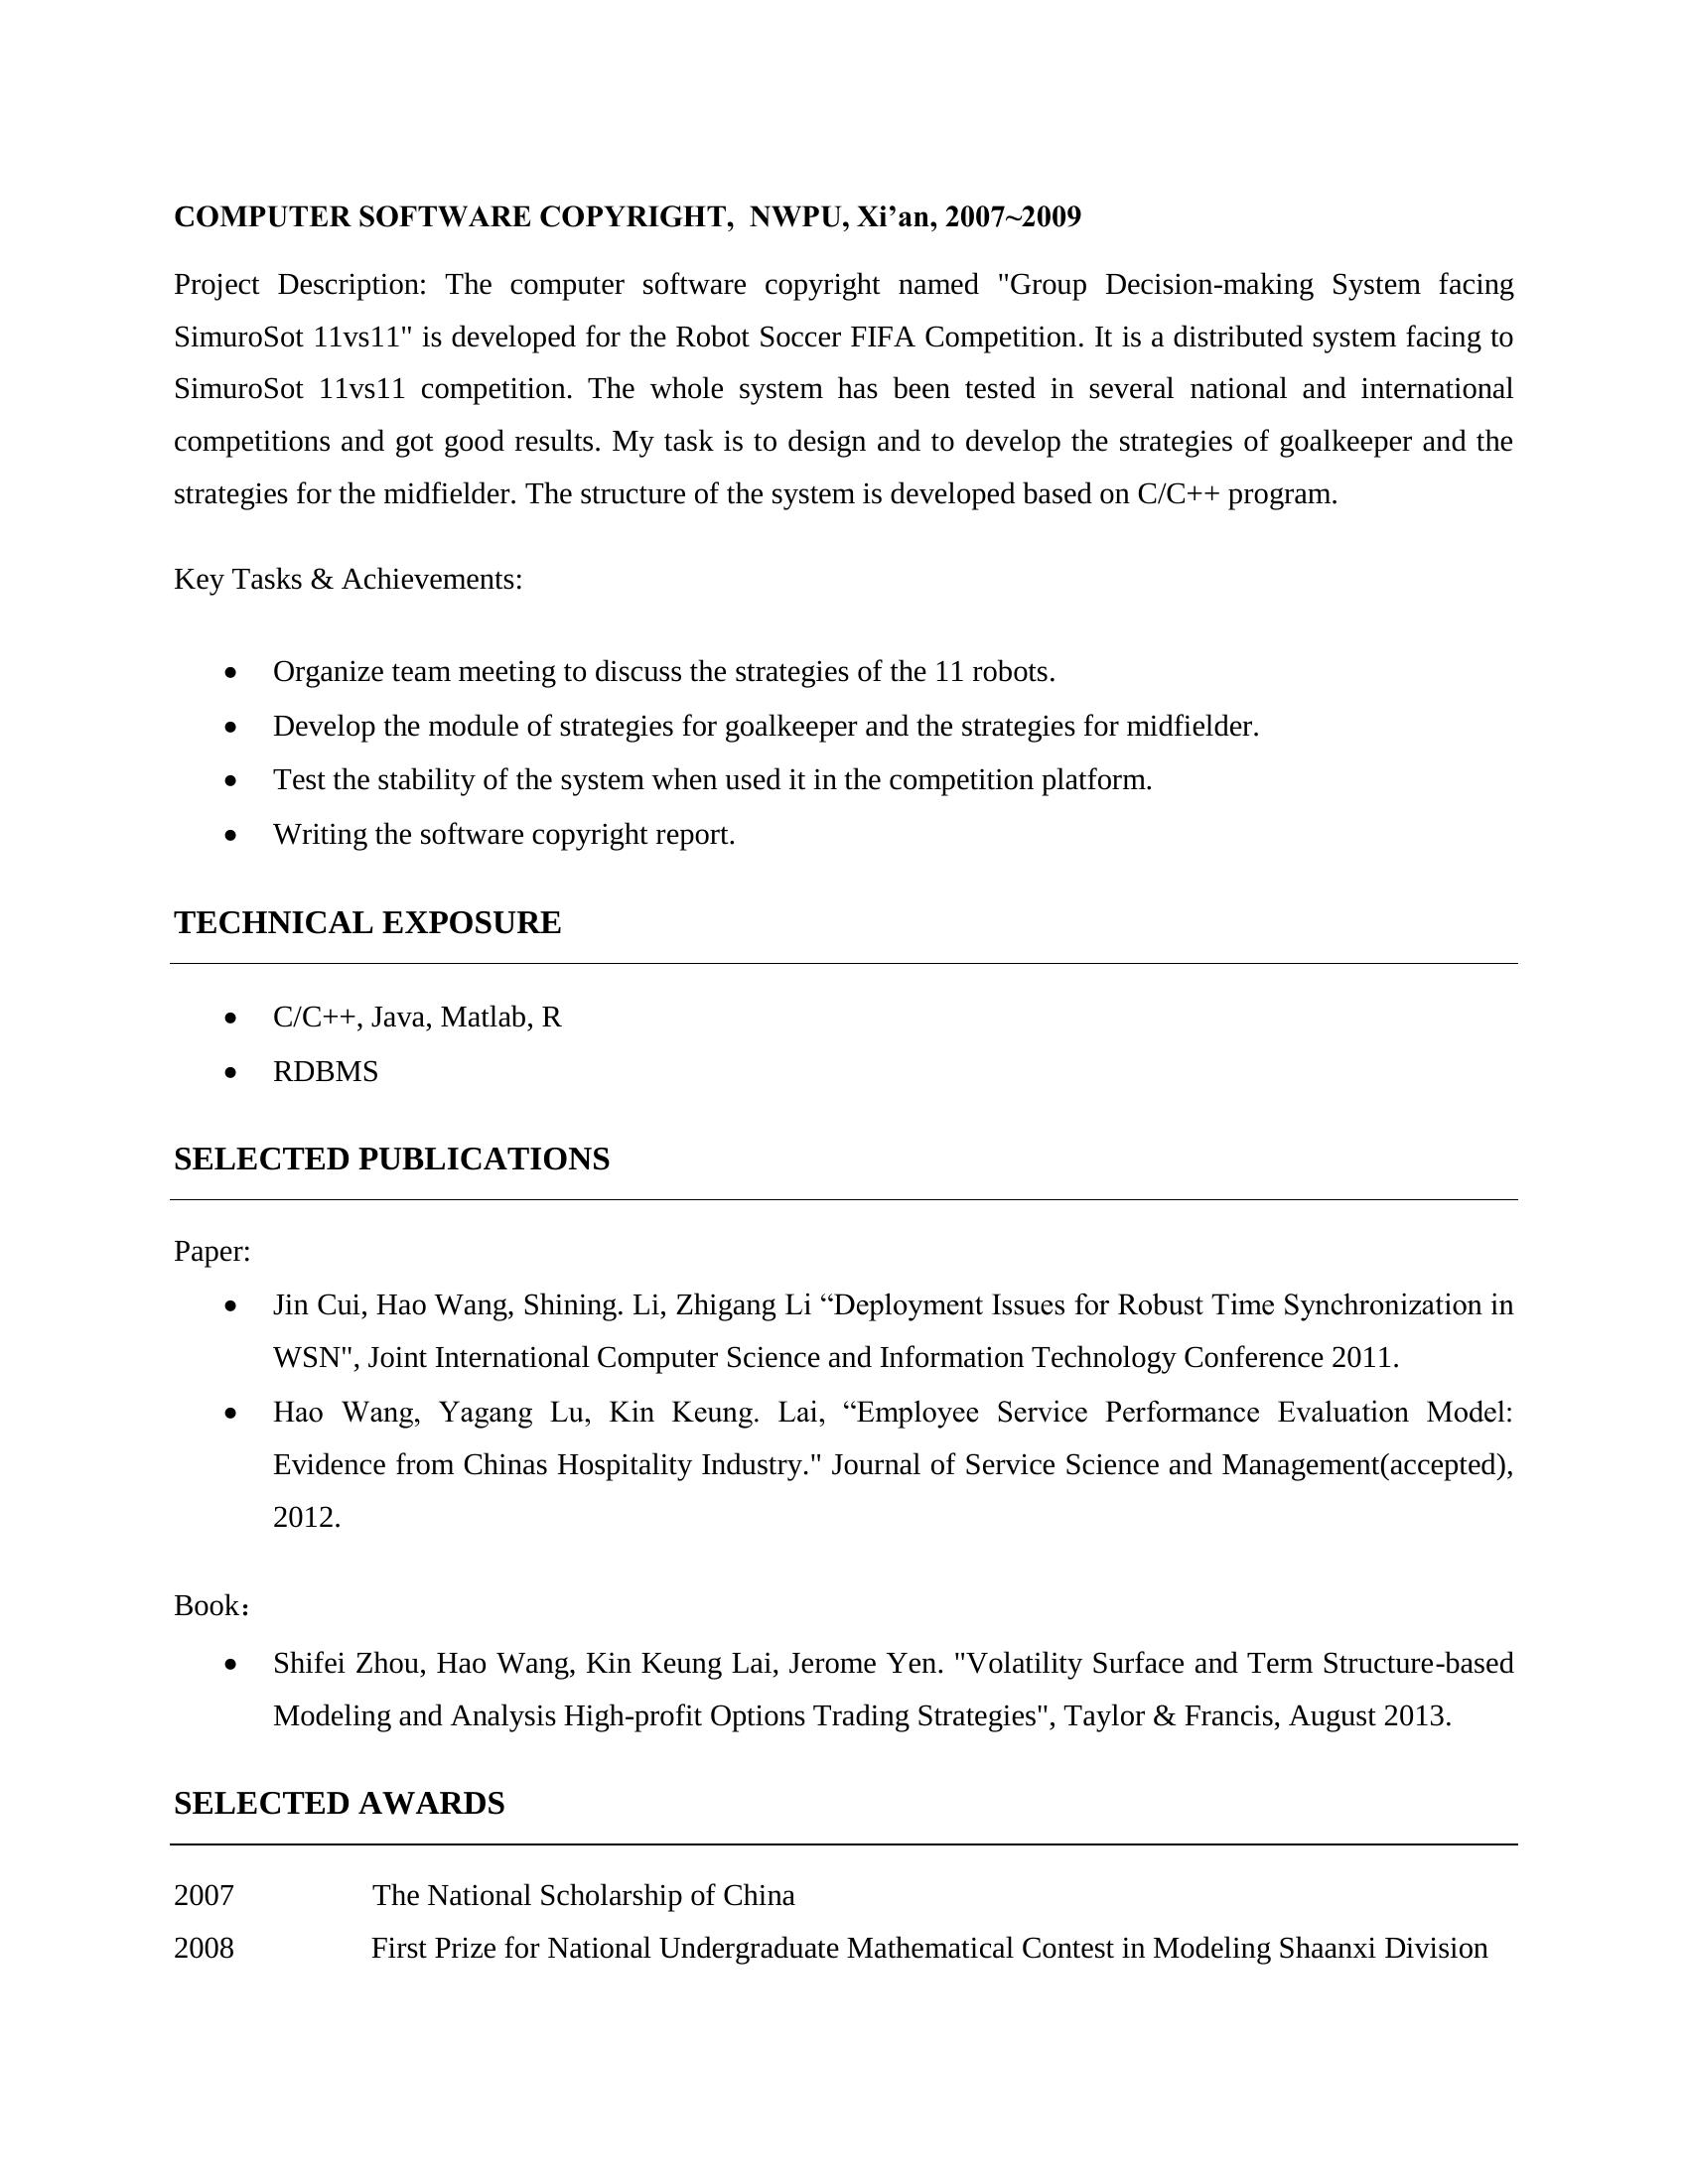 COMPUTER SOFTWARE COPYRIGHT,  NWPU, Xi’an, 2007~2009
Project Description: The computer software copyright named "Group Decision-making System facing
SimuroSot 11vs11" is developed for the Robot Soccer FIFA Competition. It is a distributed system facing to
SimuroSot 11vs11 competition. The whole system has been tested in several national and international
competitions and got good results. My task is to design and to develop the strategies of goalkeeper and the
strategies for the midfielder. The structure of the system is developed based on C/C++ program.
Key Tasks & Achievements:
• Organize team meeting to discuss the strategies of the 11 robots.
• Develop the module of strategies for goalkeeper and the strategies for midfielder.
• Test the stability of the system when used it in the competition platform.
• Writing the software copyright report.
TECHNICAL EXPOSURE
• C/C++, Java, Matlab, R
• RDBMS
SELECTED PUBLICATIONS
Paper:
• Jin Cui, Hao Wang, Shining. Li, Zhigang Li “Deployment Issues for Robust Time Synchronization in
WSN", Joint International Computer Science and Information Technology Conference 2011.
• Hao Wang, Yagang Lu, Kin Keung. Lai, “Employee Service Performance Evaluation Model:
Evidence from Chinas Hospitality Industry." Journal of Service Science and Management(accepted),
2012.
Book：
• Shifei Zhou, Hao Wang, Kin Keung Lai, Jerome Yen. "Volatility Surface and Term Structure-based
Modeling and Analysis High-profit Options Trading Strategies", Taylor & Francis, August 2013.
SELECTED AWARDS
2007 The National Scholarship of China
2008 First Prize for National Undergraduate Mathematical Contest in Modeling Shaanxi Division